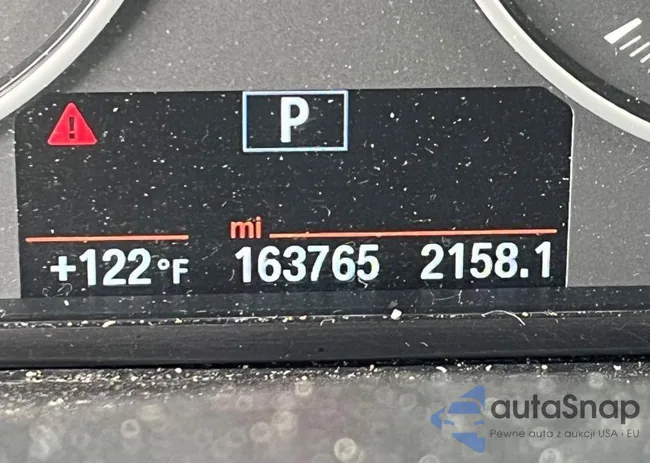 P
mi
+122°F 163765 2158.1
autaSnap
Pewne auta z aukcji USA i EU